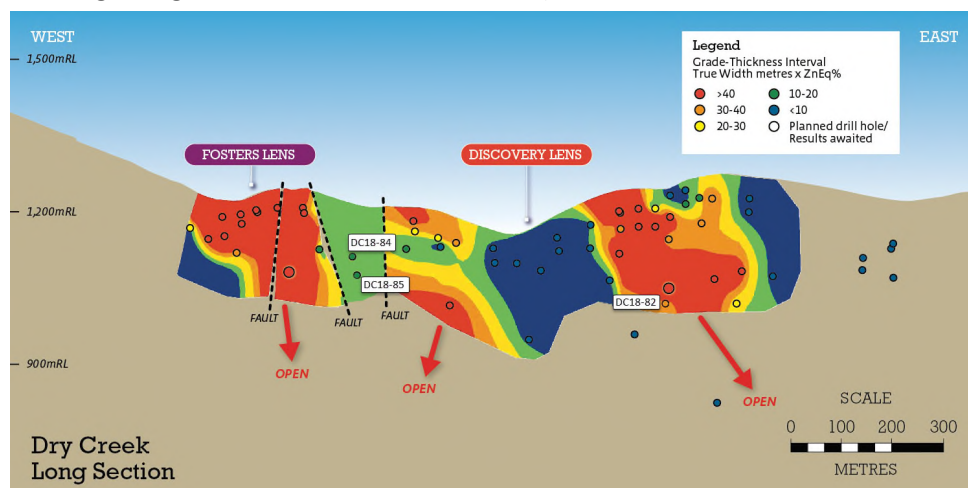 WEST
EAST
1,500mRL
Legend
Grade-Thickness Interval
True Width metres x ZnEq%
>40
10-20
30-40
<10
20-30
Planned drill hole/
Results awaited
FOSTERS LENS
DISCOVERY LENS
1,200mRL
DC18-84
DC18-85
DC18-82
FAULT
FAULT
FAULT
900mRL
OPEN
OPEN
OPEN
SCALE
0 100 200 300
METRES
Dry Creek
Long Section